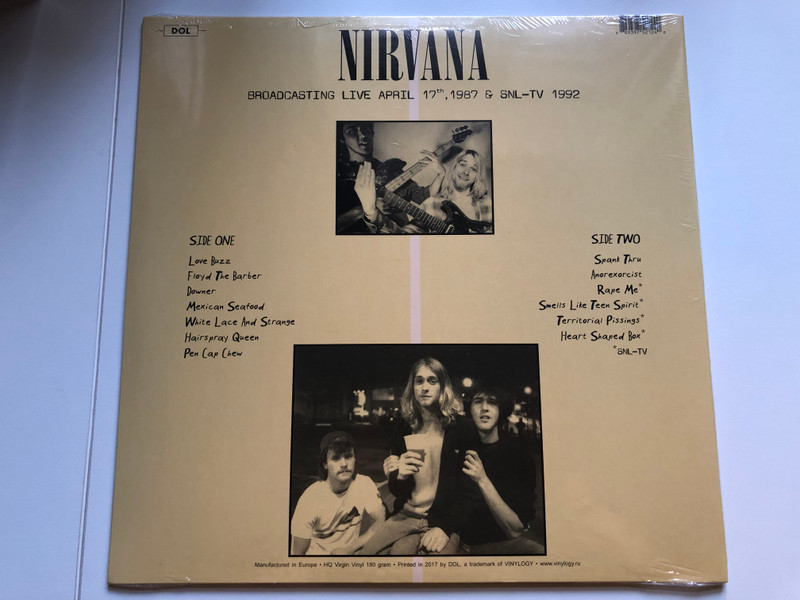 DOL
NIRVANA
BROADCASTING LIVE APRIL 17th, 1987 & SNL-TV 1992
SIDE ONE
Love Buzz
Floyd The Barber
Downer
Mexican Seafood
White Lace And Strange
Hairspray Queen
Pen Cap Chew
SIDE TWO
Spank Thru
Anorexorcist
Rape Me*
Smells Like Teen Spirit*
Territorial Pissings*
Heart Shaped Box*
*SNL-TV
Manufactured in Europe • HQ Virgin Vinyl 180 gram • Printed in 2017 by DOL, a trademark of VINYLOGY • www.vinylogy.ru